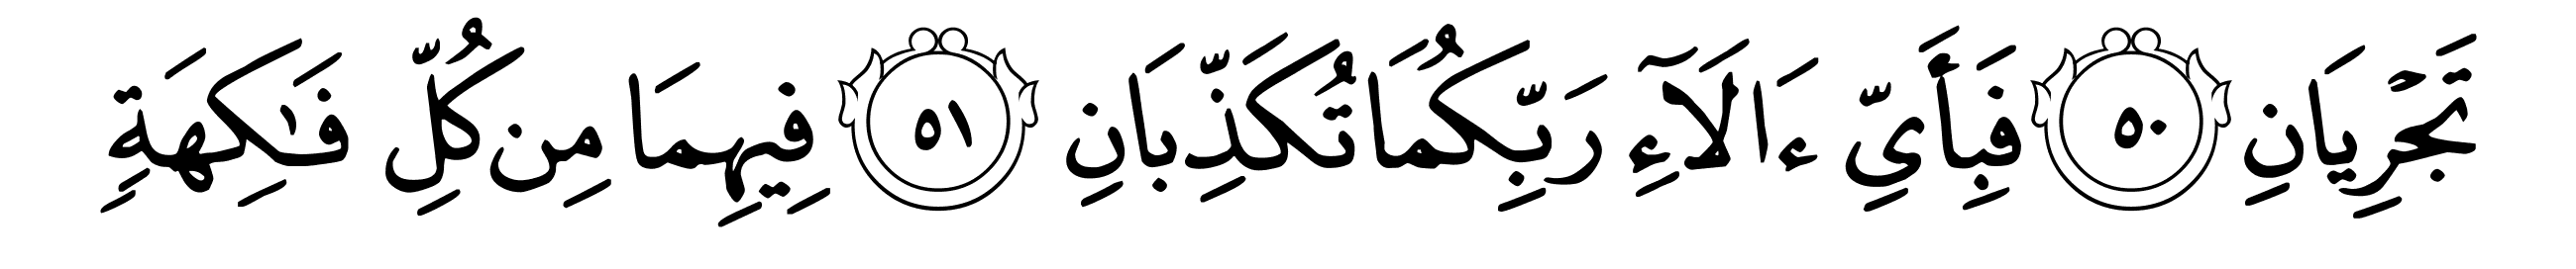 تَجْرِيَانِ ٥٠ فَبِأَىِّ ءَالَآءِ رَبِّكُمَا تُكَذِّبَانِ ٥١ فِيهِمَا مِن كُلِّ فَٰكِهَةٍ